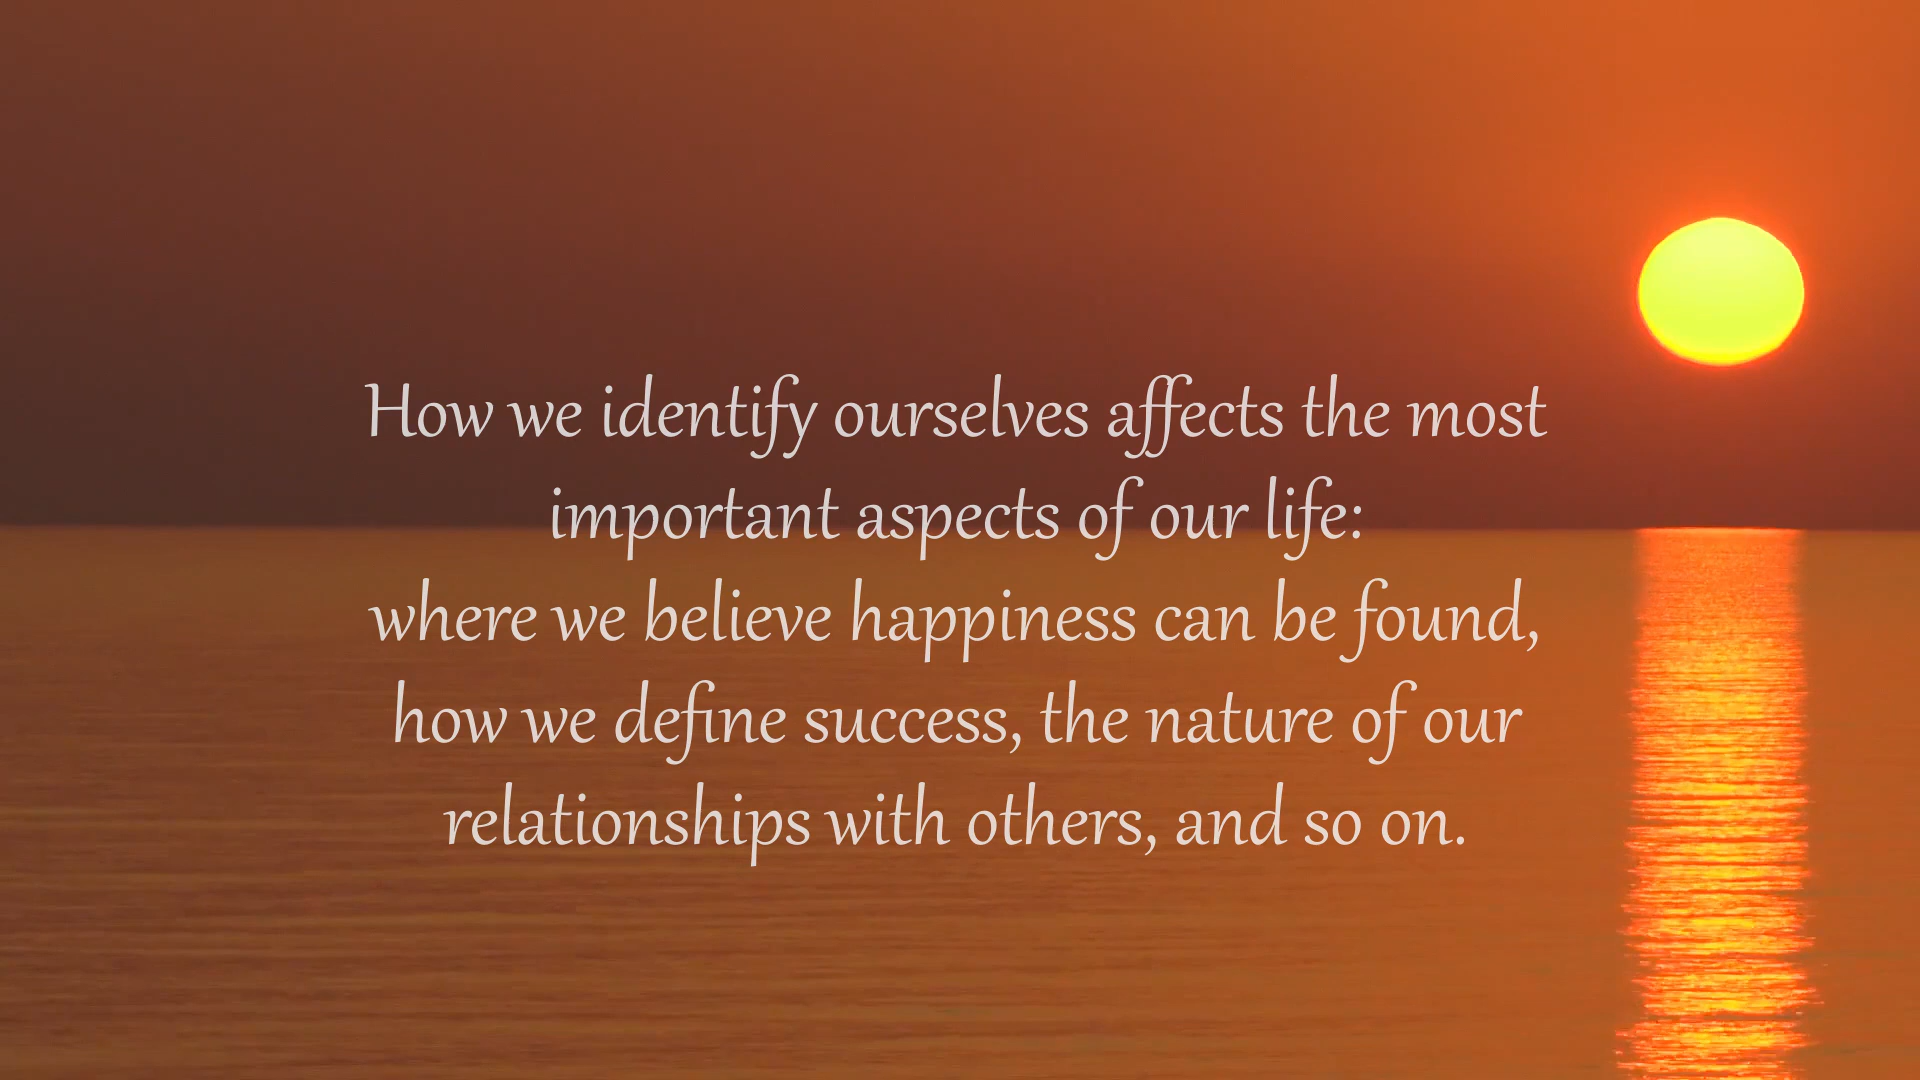 How we identify ourselves affects the most
important aspects of our life:
where we believe happiness can be found,
how we define success, the nature of our
relationships with others, and so on.